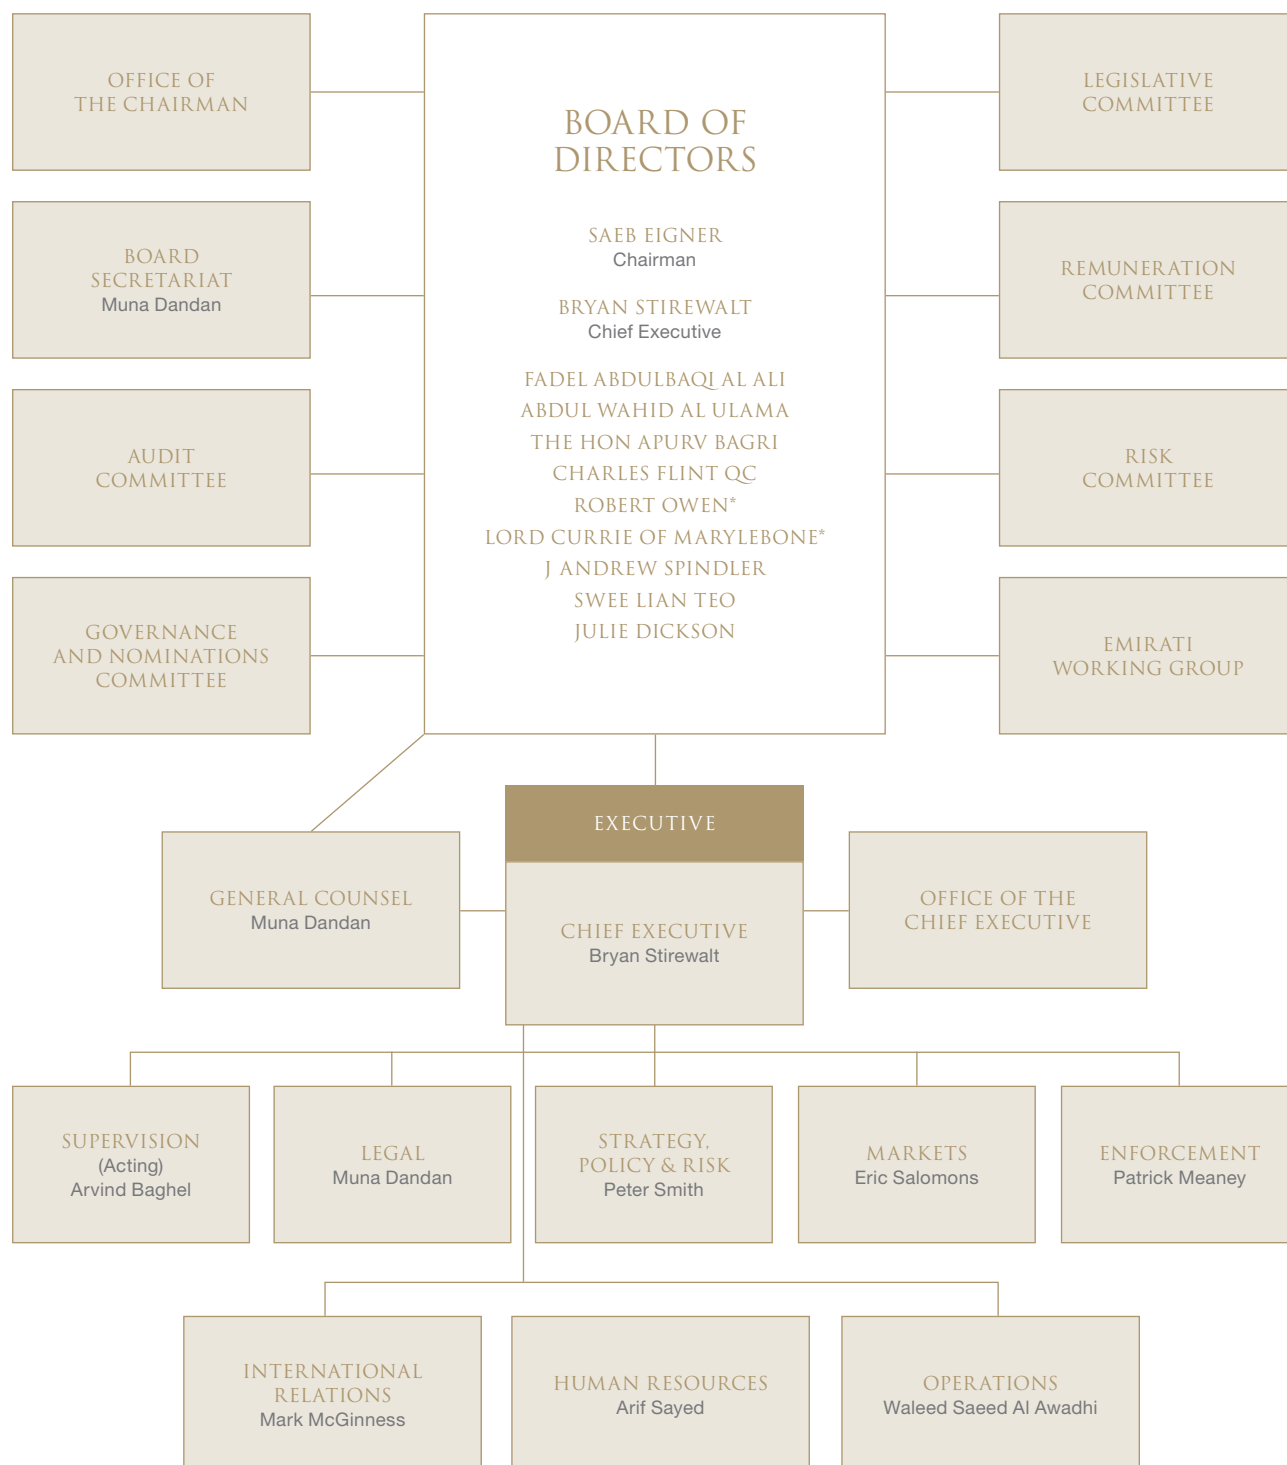 OFFICE OF
THE CHAIRMAN
BOARD
SECRETARIAT
Muna Dandan
AUDIT
COMMITTEE
GOVERNANCE
AND NOMINATIONS
COMMITTEE
BOARD OF
DIRECTORS
SAEB EIGNER
Chairman
BRYAN STIREWALT
Chief Executive
FADEL ABDULBAQI AL ALI
ABDUL WAHID AL ULAMA
THE HON APURV BAGRI
CHARLES FLINT QC
ROBERT OWEN*
LORD CURRIE OF MARYLEBONE*
J ANDREW SPINDLER
SWEE LIAN TEO
JULIE DICKSON
LEGISLATIVE
COMMITTEE
REMUNERATION
COMMITTEE
RISK
COMMITTEE
EMIRATI
WORKING GROUP
GENERAL COUNSEL
Muna Dandan
EXECUTIVE
CHIEF EXECUTIVE
Bryan Stirewalt
OFFICE OF THE
CHIEF EXECUTIVE
SUPERVISION
(Acting)
Arvind Baghel
LEGAL
Muna Dandan
STRATEGY,
POLICY & RISK
Peter Smith
MARKETS
Eric Salomons
ENFORCEMENT
Patrick Meaney
INTERNATIONAL
RELATIONS
Mark McGinness
HUMAN RESOURCES
Arif Sayed
OPERATIONS
Waleed Saeed Al Awadhi